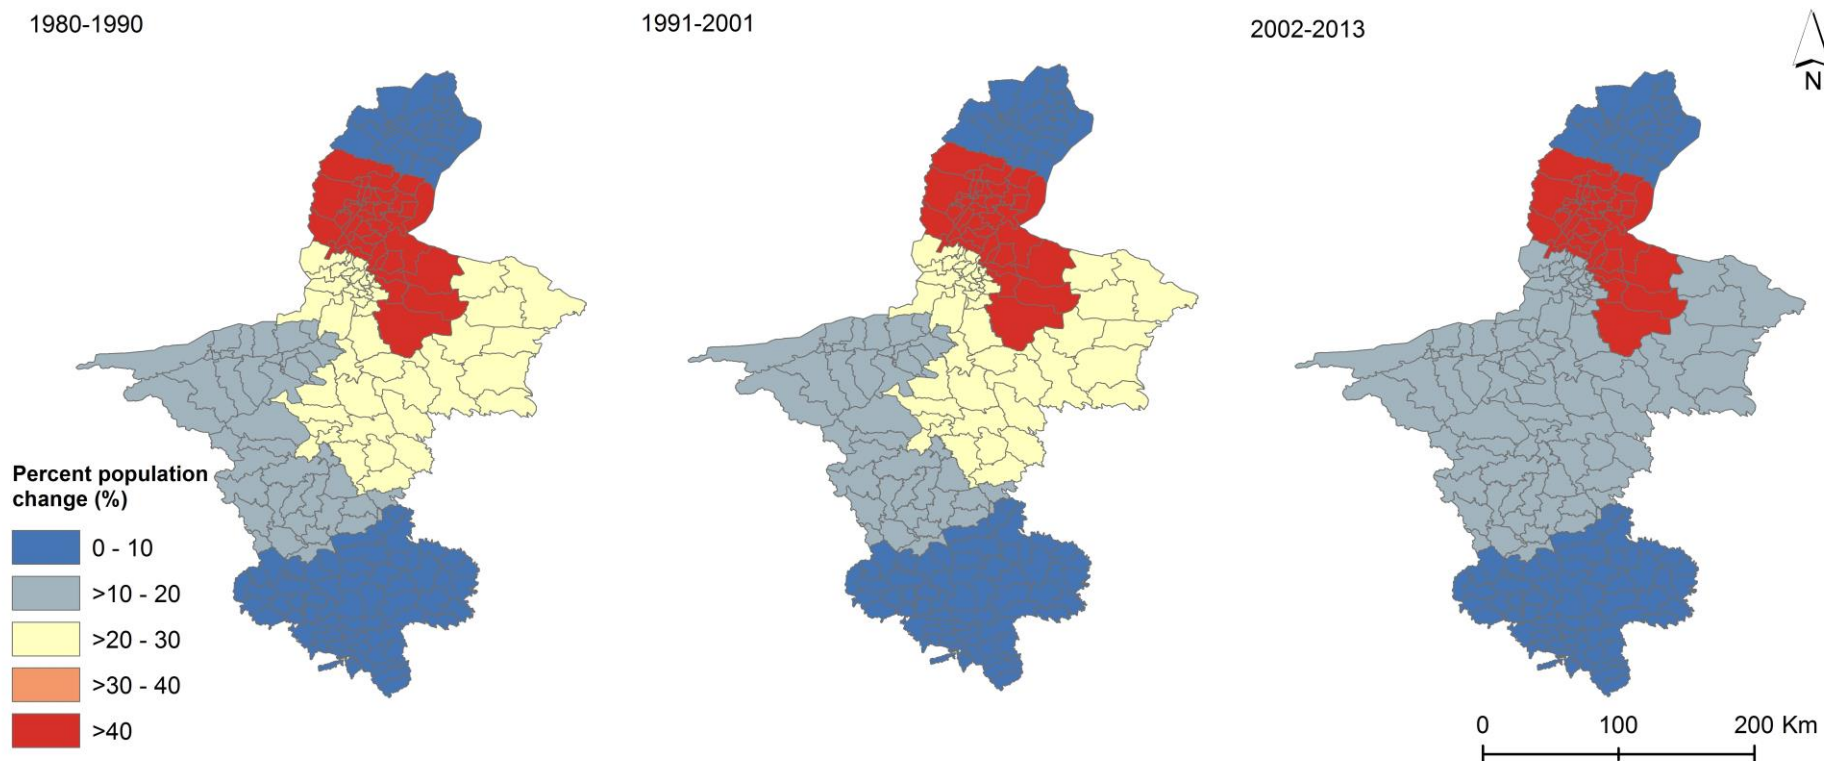 1980-1990
1991-2001
2002-2013
N
Percent population
change (%)
0 - 10
>10 - 20
>20 - 30
>30 - 40
>40
0 100 200 Km